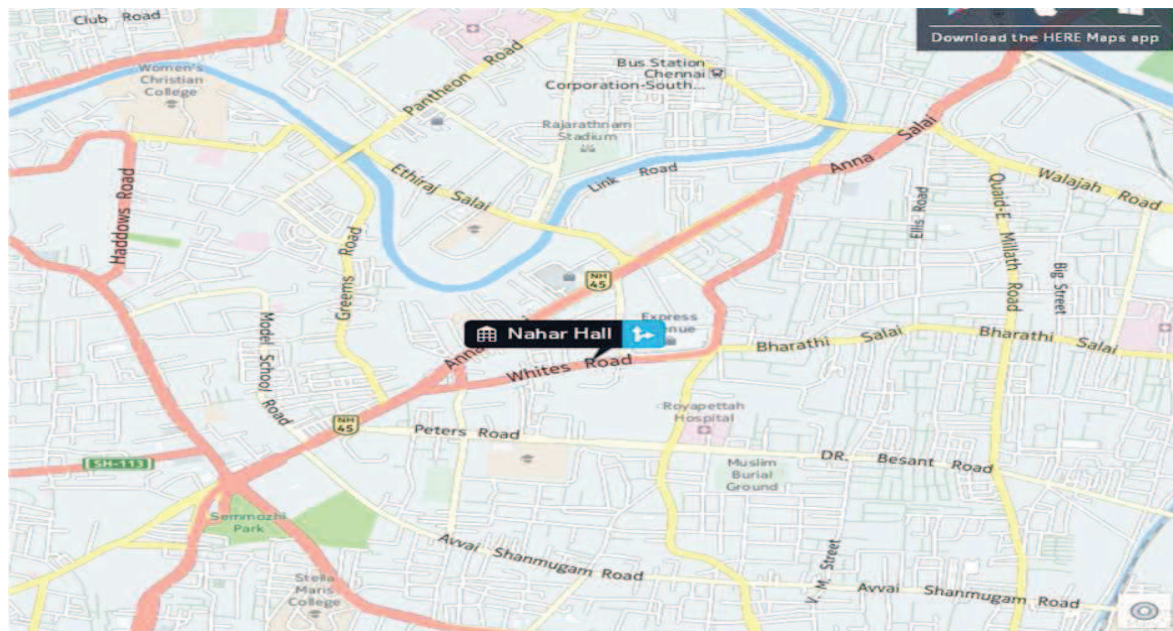 Club Road
Download the HERE Maps app
Women's
Christian
College
Pantheon Road
Bus Station
Chennai
Corporation-South...
Rajarathnam
Stadium
Anna Salai
Link Road
Ethiraj Salai
Walajah Road
Haddows Road
Ellis Road
Quaid-E Millath Road
Greems Road
Big Street
NH
45
Model School Road
Nahar Hall
Express
Anna
Whites Road
Bharathi Salai
Bharathi Salai
Royapettah
Hospital
NH
45
Peters Road
SH-113
DR. Besant Road
Muslim
Burial
Ground
Semmozhi
Park
Avvai Shanmugam Road
V. M. Street
Avvai Shanmugam Road
Stella
Maris
College